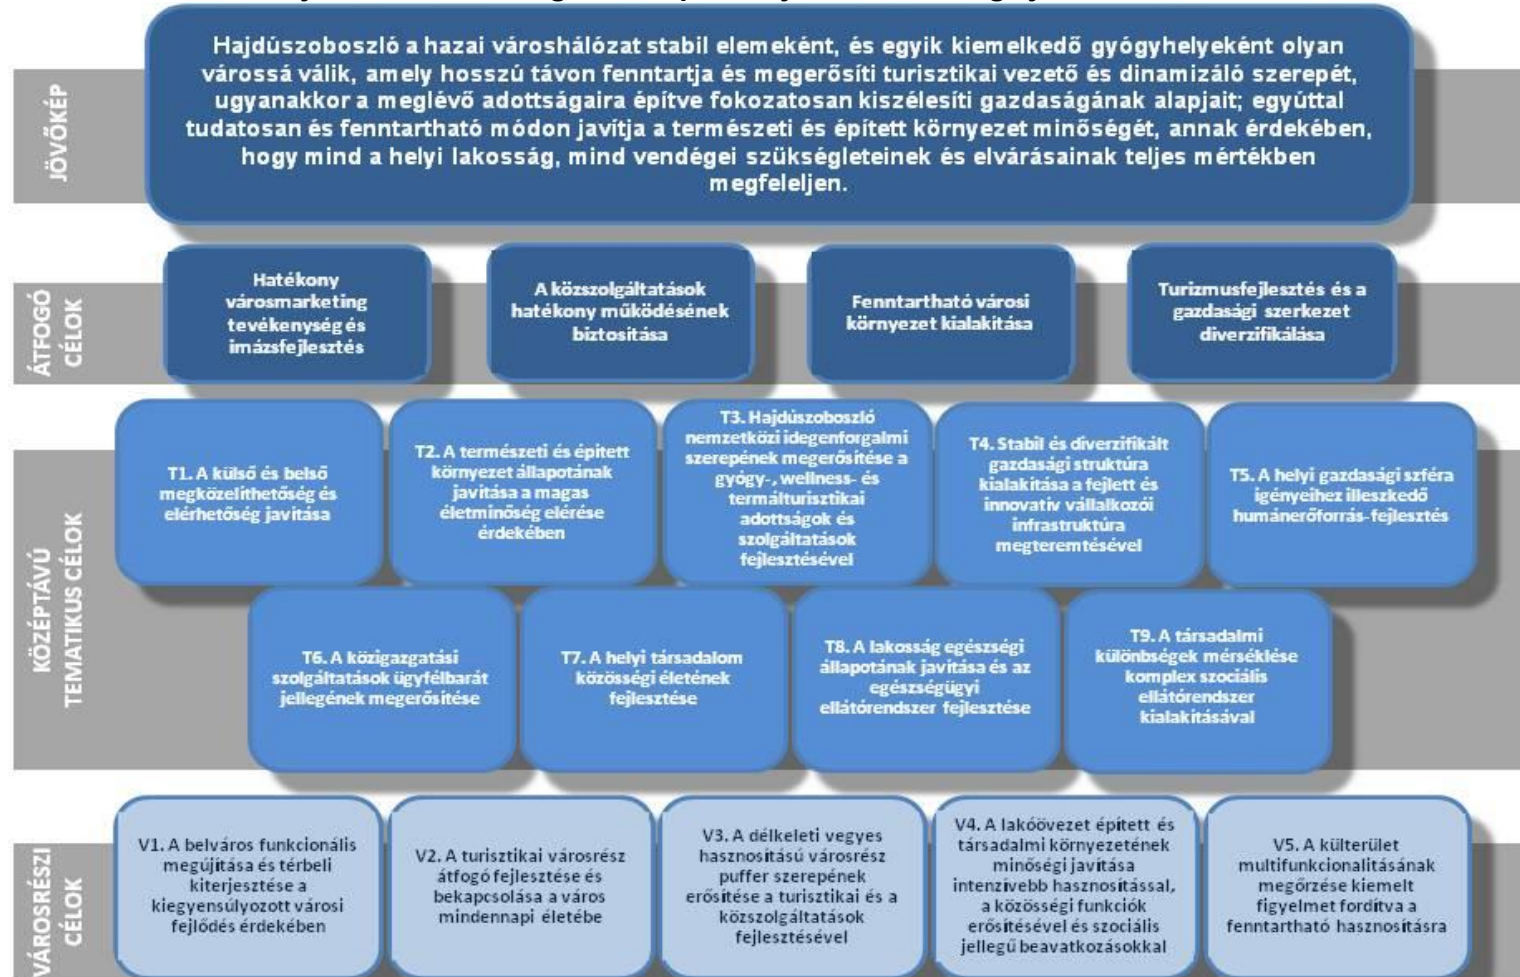 JÖVŐKÉP
Hajdúszoboszló a hazai városhálózat stabil elemeként, és egyik kiemelkedő gyógyhelyeként olyan
várossá válik, amely hosszú távon fenntartja és megerősíti turisztikai vezető és dinamizáló szerepét,
ugyanakkor a meglévő adottságaira építve fokozatosan kiszélesíti gazdaságának alapjait; egyúttal
tudatosan és fenntartható módon javítja a természeti és épített környezet minőségét, annak érdekében,
hogy mind a helyi lakosság, mind vendégei szükségleteinek és elvárásainak teljes mértékben
megfeleljen.
ÁTFOGÓ
CÉLOK
Hatékony
városmarketing
tevékenység és
imázsfejlesztés
A közszolgáltatások
hatékony működésének
biztosítása
Fenntartható városi
környezet kialakítása
Turizmusfejlesztés és a
gazdasági szerkezet
diverzifikálása
KÖZÉPTÁVÚ
TEMATIKUS CÉLOK
T1. A külső és belső
megközelíthetőség és
elérhetőség javítása
T2. A természeti és épített
környezet állapotának
javítása a magas
életminőség elérése
érdekében
T3. Hajdúszoboszló
nemzetközi idegenforgalmi
szerepének megerősítése a
gyógy-, wellness- és
termálturisztikai
adottságok és
szolgáltatások
fejlesztésével
T4. Stabil és diverzifikált
gazdasági struktúra
kialakítása a fejlett és
innovatív vállalkozói
infrastruktúra
megteremtésével
T5. A helyi gazdasági szféra
igényeihez illeszkedő
humánerőforrás-fejlesztés
T6. A közigazgatási
szolgáltatások ügyfélbarát
jellegének megerősítése
T7. A helyi társadalom
közösségi életének
fejlesztése
T8. A lakosság egészségi
állapotának javítása és az
egészségügyi
ellátórendszer fejlesztése
T9. A társadalmi
különbségek mérséklése
komplex szociális
ellátórendszer
kialakításával
VÁROSRÉSZI
CÉLOK
V1. A belváros funkcionális
megújítása és térbeli
kiterjesztése a
kiegyensúlyozott városi
fejlődés érdekében
V2. A turisztikai városrész
átfogó fejlesztése és
bekapcsolása a város
mindennapi életébe
V3. A délkeleti vegyes
hasznosítású városrész
puffer szerepének
erősítése a turisztikai és a
közszolgáltatások
fejlesztésével
V4. A lakóövezet épített és
társadalmi környezetének
minőségi javítása
intenzívebb hasznosítással,
a közösségi funkciók
erősítésével és szociális
jellegű beavatkozásokkal
V5. A külterület
multifunkcionalitásának
megőrzése kiemelt
figyelmet fordítva a
fenntartható hasznosításra